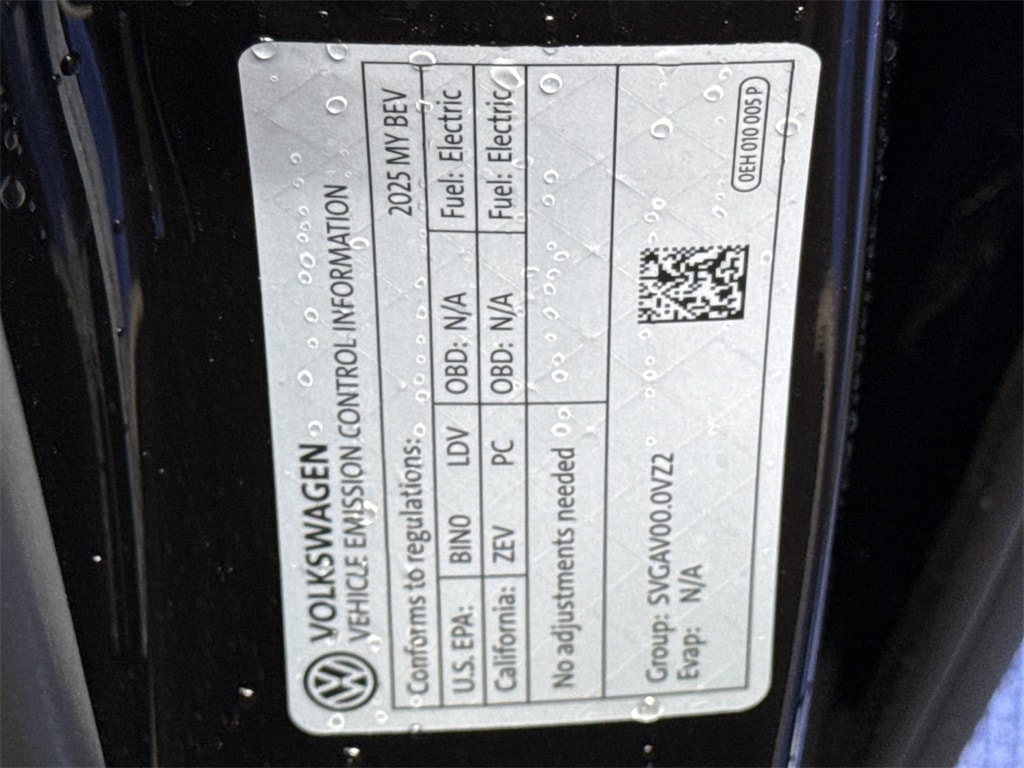 VOLKSWAGEN
VEHICLE EMISSION CONTROL INFORMATION
Conforms to regulations: 2025 MY BEV
U.S. EPA: BIN0 LDV OBD: N/A Fuel: Electric
California: ZEV PC OBD: N/A Fuel: Electric
No adjustments needed
Group: SVGAV00.0VZ2
Evap: N/A
0EH 010 005 P